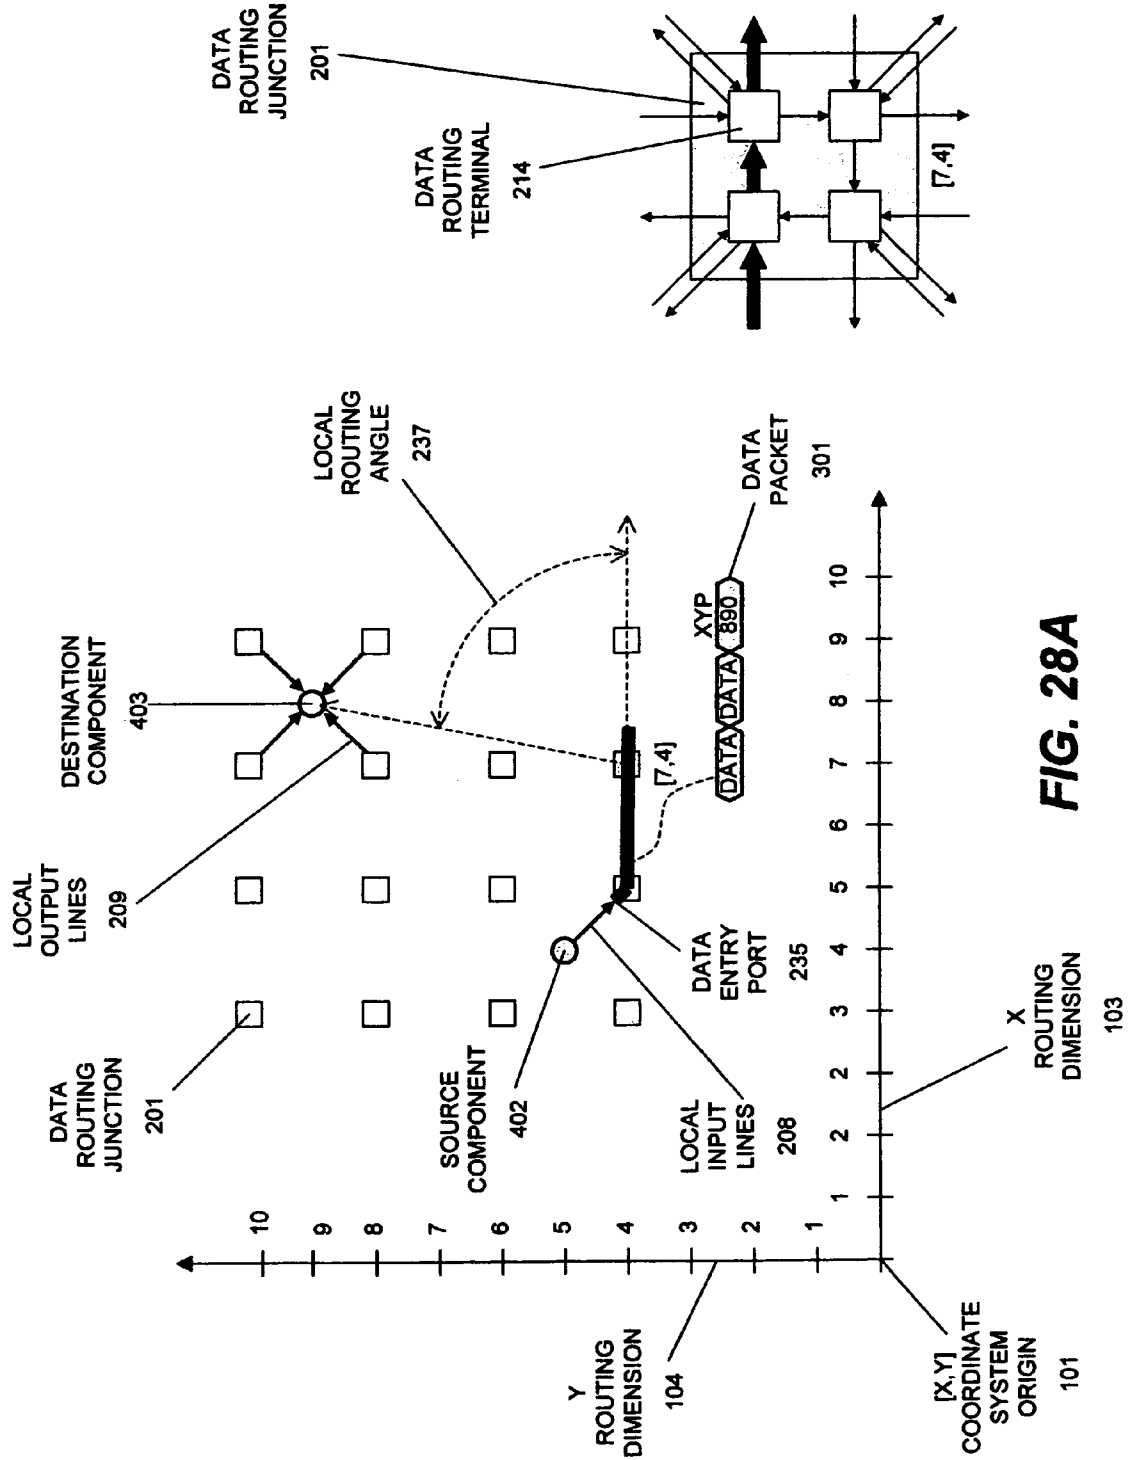 DATA
ROUTING
JUNCTION
201
LOCAL
OUTPUT
LINES
209
DESTINATION
COMPONENT
403
LOCAL
ROUTING
ANGLE
237
DATA
ROUTING
JUNCTION
201
DATA
ROUTING
TERMINAL
214
[7,4]
10
9
8
7
6
5
4
3
2
1
SOURCE
COMPONENT
402
LOCAL
INPUT
LINES
208
DATA
ENTRY
PORT
235
[7,4]
XYP
DATA DATA 890
DATA
PACKET
301
Y
ROUTING
DIMENSION
104
1 2 2 3 4 5 6 7 8 9 10
[X,Y]
COORDINATE
SYSTEM
ORIGIN
101
X
ROUTING
DIMENSION
103
FIG. 28A